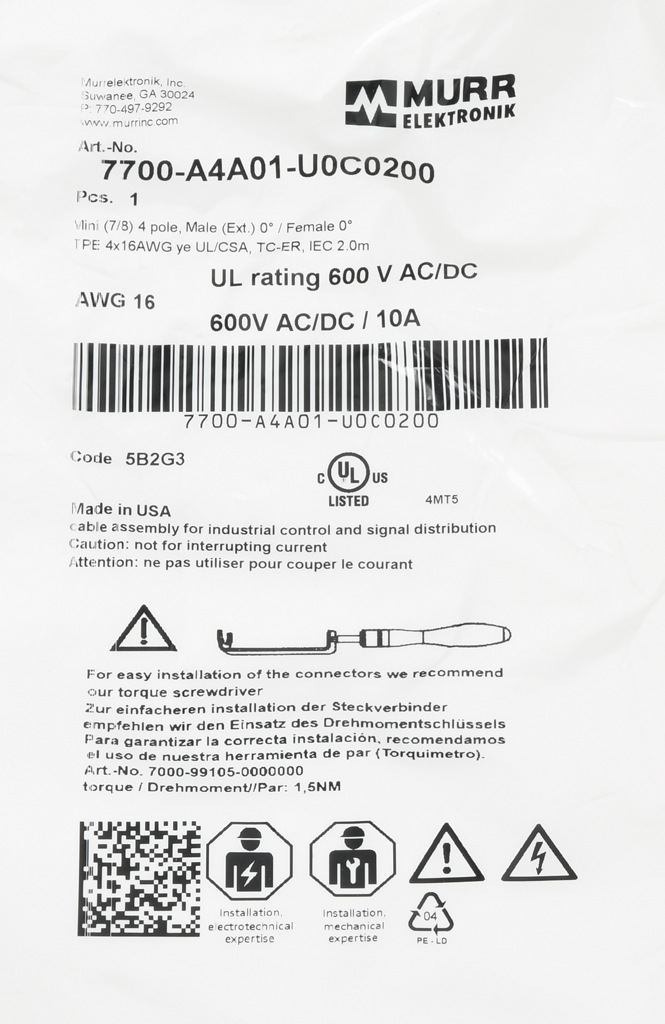 Murrelektronik, Inc.
Suwanee, GA 30024
P: 770-497-9292
www.murrinc.com
MURR
ELEKTRONIK
Art.-No.
7700-A4A01-U0C0200
Pcs. 1
Mini (7/8) 4 pole, Male (Ext.) 0° / Female 0°
TPE 4x16AWG ye UL/CSA, TC-ER, IEC 2.0m
UL rating 600 V AC/DC
AWG 16
600V AC/DC / 10A
7700-A4A01-U0C0200
Code 5B2G3
C UL US
LISTED
4MT5
Made in USA
cable assembly for industrial control and signal distribution
Caution: not for interrupting current
Attention: ne pas utiliser pour couper le courant
For easy installation of the connectors we recommend
our torque screwdriver
Zur einfacheren installation der Steckverbinder
empfehlen wir den Einsatz des Drehmomentschlüssels
Para garantizar la correcta instalación, recomendamos
el uso de nuestra herramienta de par (Torquimetro).
Art.-No. 7000-99105-0000000
torque / Drehmoment//Par: 1,5NM
Installation,
electrotechnical
expertise
Installation,
mechanical
expertise
04
PE-LD